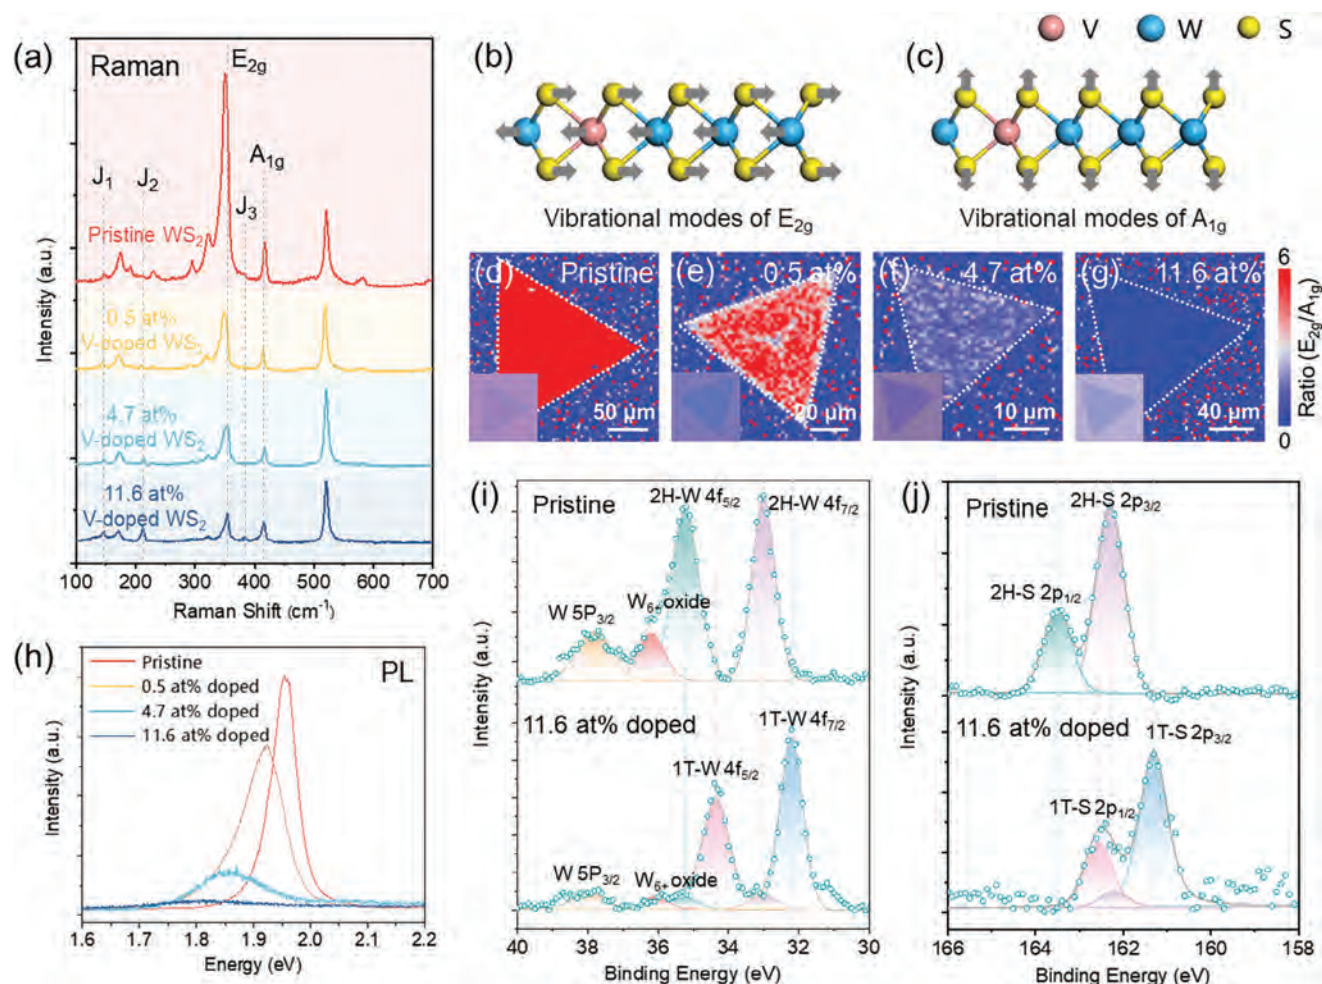 (a)
Raman
E2g
A1g
J1
J2
J3
Pristine WS2
0.5 at%
V-doped WS2
4.7 at%
V-doped WS2
11.6 at%
V-doped WS2
Intensity (a.u.)
100 200 300 400 500 600 700
Raman Shift (cm-1)
V W S
(b)
Vibrational modes of E2g
(c)
Vibrational modes of A1g
(d) Pristine
50 μm
(e) 0.5 at%
20 μm
(f) 4.7 at%
10 μm
(g) 11.6 at%
40 μm
6
0
Ratio (E2g/A1g)
(h)
PL
Pristine
0.5 at% doped
4.7 at% doped
11.6 at% doped
Intensity (a.u.)
1.6 1.7 1.8 1.9 2.0 2.1 2.2
Energy (eV)
(i)
Pristine
2H-W 4f5/2
2H-W 4f7/2
W 5P3/2
W6+ oxide
11.6 at% doped
1T-W 4f7/2
1T-W 4f5/2
W 5P3/2
W6+ oxide
Intensity (a.u.)
40 38 36 34 32 30
Binding Energy (eV)
(j)
Pristine
2H-S 2p3/2
2H-S 2p1/2
11.6 at% doped
1T-S 2p3/2
1T-S 2p1/2
Intensity (a.u.)
166 164 162 160 158
Binding Energy (eV)